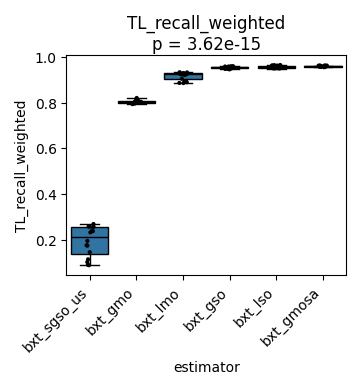 TL_recall_weighted
p = 3.62e-15
TL_recall_weighted
1.0
0.8
0.6
0.4
0.2
bxt_sgso_us
bxt_gmo
bxt_lmo
bxt_gso
bxt_lso
bxt_gmosa
estimator